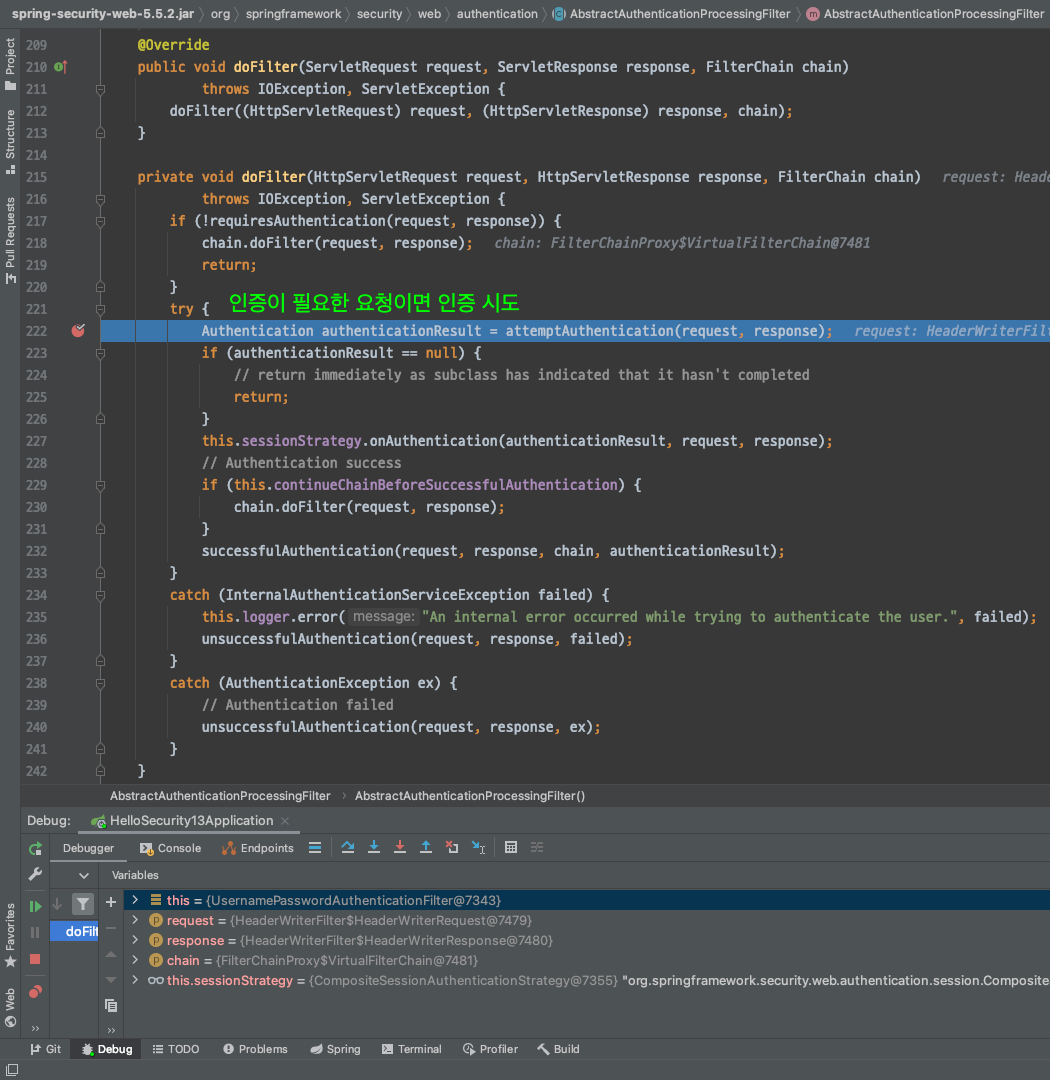 spring-security-web-5.5.2.jar org springframework security web authentication AbstractAuthenticationProcessingFilter AbstractAuthenticationProcessingFilter
Project
Structure
Pull Requests
209 @Override
210 public void doFilter(ServletRequest request, ServletResponse response, FilterChain chain)
211 throws IOException, ServletException {
212 doFilter((HttpServletRequest) request, (HttpServletResponse) response, chain);
213 }
214
215 private void doFilter(HttpServletRequest request, HttpServletResponse response, FilterChain chain) request: Heade
216 throws IOException, ServletException {
217 if (!requiresAuthentication(request, response)) {
218 chain.doFilter(request, response); chain: FilterChainProxy$VirtualFilterChain@7481
219 return;
220 }
221 try { 인증이 필요한 요청이면 인증 시도
222 Authentication authenticationResult = attemptAuthentication(request, response); request: HeaderWriterFil
223 if (authenticationResult == null) {
224 // return immediately as subclass has indicated that it hasn't completed
225 return;
226 }
227 this.sessionStrategy.onAuthentication(authenticationResult, request, response);
228 // Authentication success
229 if (this.continueChainBeforeSuccessfulAuthentication) {
230 chain.doFilter(request, response);
231 }
232 successfulAuthentication(request, response, chain, authenticationResult);
233 }
234 catch (InternalAuthenticationServiceException failed) {
235 this.logger.error( message: "An internal error occurred while trying to authenticate the user.", failed);
236 unsuccessfulAuthentication(request, response, failed);
237 }
238 catch (AuthenticationException ex) {
239 // Authentication failed
240 unsuccessfulAuthentication(request, response, ex);
241 }
242 }
AbstractAuthenticationProcessingFilter AbstractAuthenticationProcessingFilter()
Debug: HelloSecurity13Application
Debugger Console Endpoints
Variables
this = {UsernamePasswordAuthenticationFilter@7343}
request = {HeaderWriterFilter$HeaderWriterRequest@7479}
doFilt
response = {HeaderWriterFilter$HeaderWriterResponse@7480}
chain = {FilterChainProxy$VirtualFilterChain@7481}
this.sessionStrategy = {CompositeSessionAuthenticationStrategy@7355} "org.springframework.security.web.authentication.session.Composite
Favorites
Web
Git Debug TODO Problems Spring Terminal Profiler Build